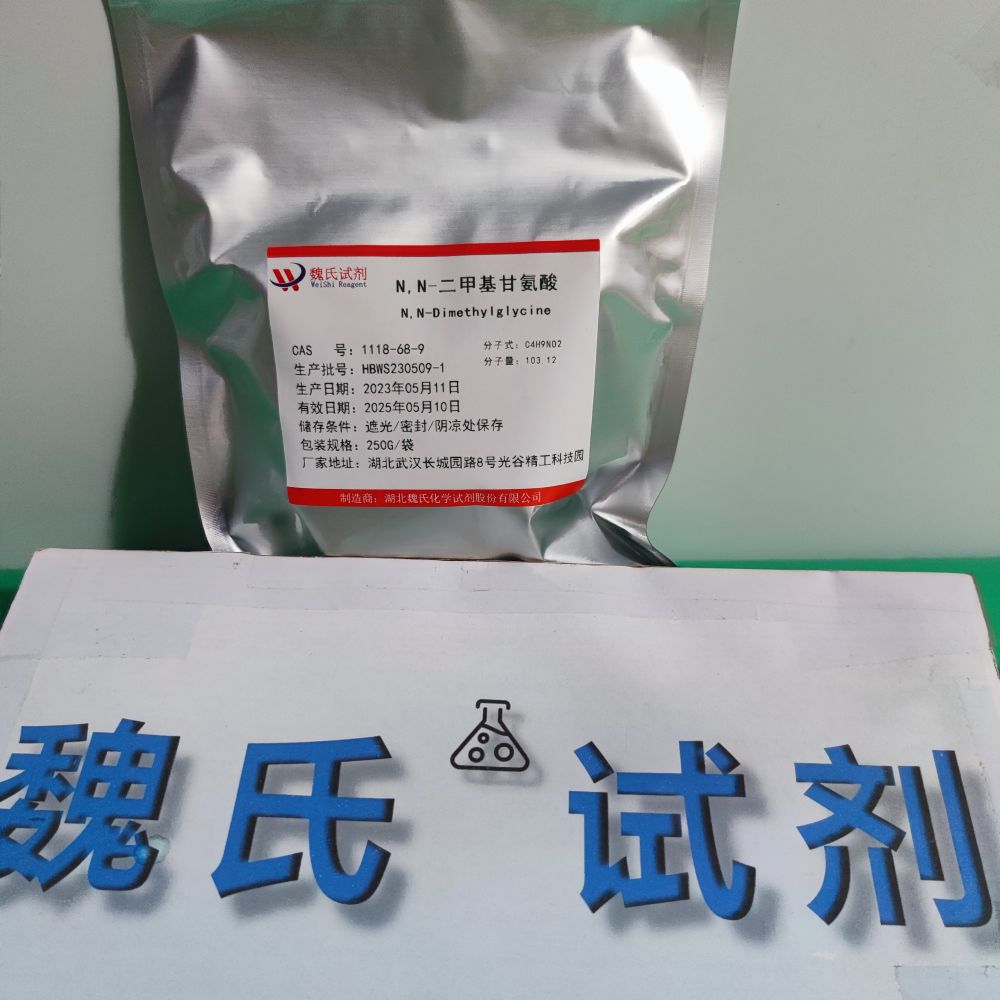 魏氏试剂
WeiShi Reagent
N,N-二甲基甘氨酸
N,N-Dimethylglycine
CAS 号：1118-68-9
分子式：C4H9NO2
生产批号：HBWS230509-1
分子量：103.12
生产日期：2023年05月11日
有效日期：2025年05月10日
储存条件：遮光/密封/阴凉处保存
包装规格：250G/袋
厂家地址：湖北武汉长城园路8号光谷精工科技园
制造商：湖北魏氏化学试剂股份有限公司
魏氏试剂